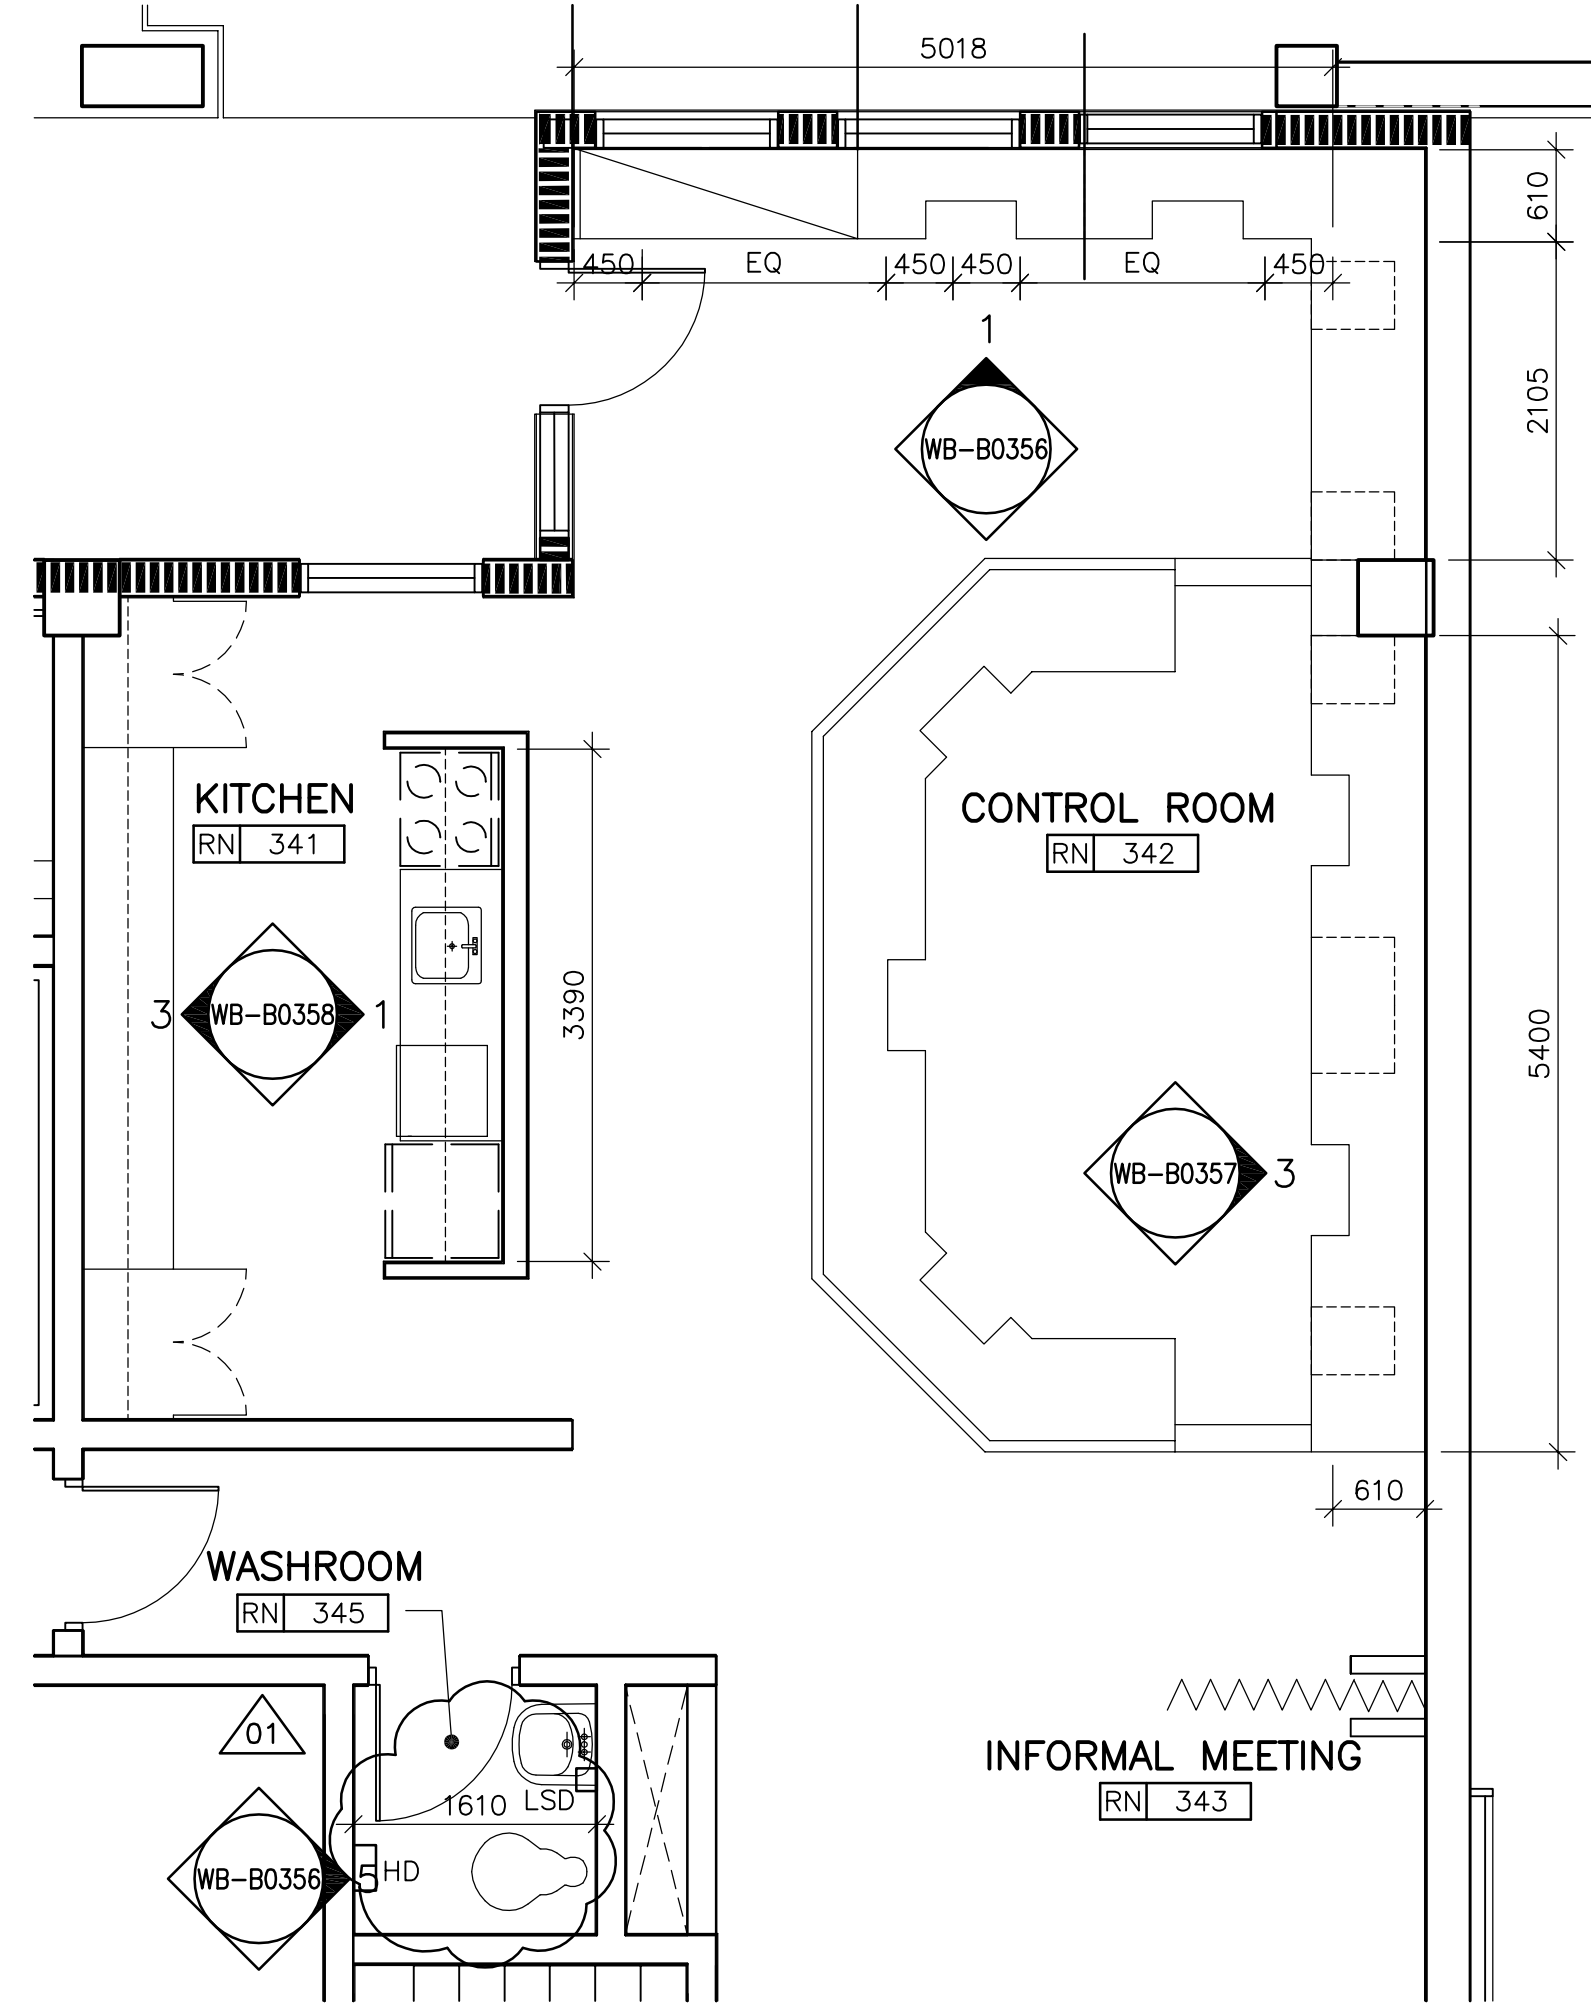 5018
610
450 EQ 450 450 EQ 450
1
2105
WB-B0356
KITCHEN
RN 341
CONTROL ROOM
RN 342
3390
3 WB-B0358 1
5400
WB-B0357 3
610
WASHROOM
RN 345
01
INFORMAL MEETING
RN 343
1610 LSD
WB-B0356 5 HD